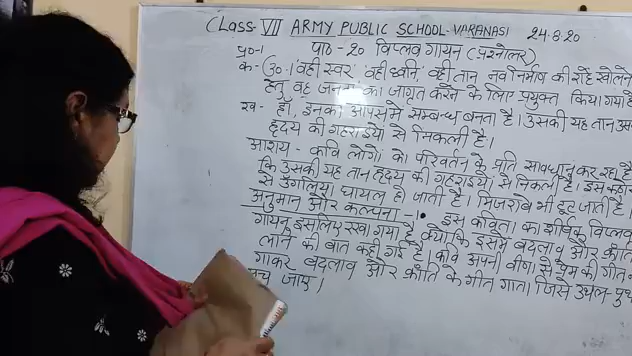 CLASS-VII ARMY PUBLIC SCHOOL-VARANASI 24-8-20
प्र०-1 पाठ-20 विप्लव गायन (प्रश्नोत्तर)
क- (उ०-1 'वही स्वर' 'वही ध्वनि,' वही तान नवनिर्माण की राहें खोलने
हेतु वह जनता का जागृत करने के लिए प्रयुक्त किया गया है
ख- हाँ, इनका आपसमें सम्बन्ध बनता है। उसकी यह तान उस
हृदय की गहराइयों से निकली है।
आशय - कवि लोगों को परिवर्तन के प्रति सावधान कर रहा है
कि उसकी यह तान हृदय की गहराइयों से निकली है। इसे
से उँगलियाँ घायल हो जाती है। मिजराबें भी टूट जाती है।
अनुमान और कल्पना -1• इस कविता का शीर्षक विप्लव
गायन इसलिए रखा गया है क्योंकि इसमें बदलाव और क्रांति
लाने की बात कही गई है। कवि अपनी वीणा से प्रेम की गीत
गाकर बदलाव और क्रांति के गीत गाता जिसे उथल-पुथ
मच जाए।